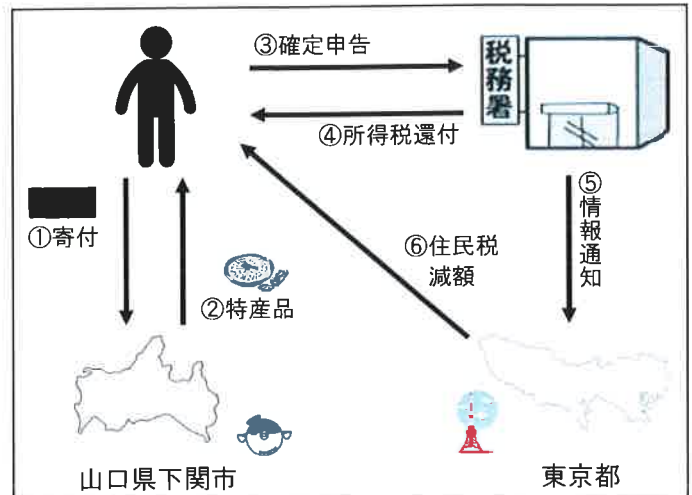 ③確定申告
税務署
④所得税還付
①寄付
②特産品
⑥住民税
減額
⑤情報通知
山口県下関市
東京都